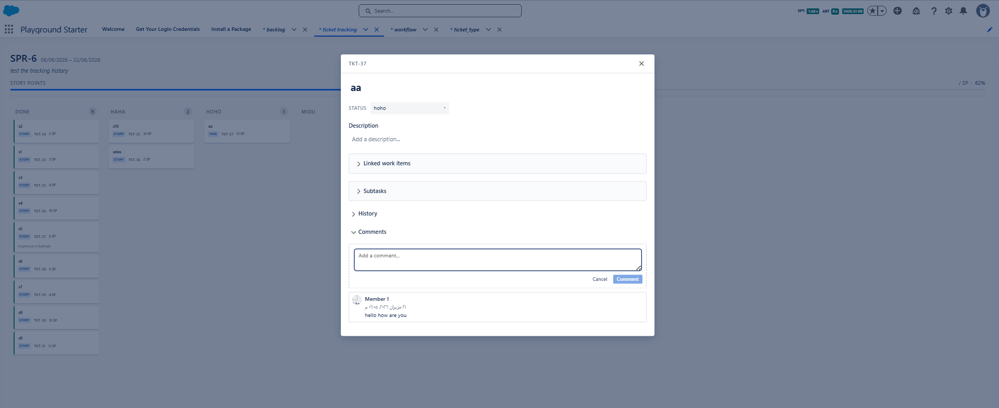 Search...
EPT: 1.66 s ART 0 s 3428.33 KB
Playground Starter
Welcome
Get Your Login Credentials
Install a Package
* backlog
* ticket tracking
* workflow
* ticket_type
SPR-6 08/06/2026 – 22/06/2026
test the tracking history
STORY POINTS
/ SP · 62%
DONE 9
s2
STORY TKT-24 2 SP
s1
STORY TKT-23 2 SP
s3
STORY TKT-25 4 SP
s4
STORY TKT-26 10 SP
s5
STORY TKT-27 6 SP
maamoun mšalmak
s6
STORY TKT-28 5 SP
s7
STORY TKT-29 4 SP
s8
STORY TKT-30 15 SP
s9
STORY TKT-31 11 SP
HAHA 2
s10
STORY TKT-32 10 SP
adas
STORY TKT-36 2 SP
HOHO 1
aa
TASK TKT-37 12 SP
MIOU
TKT-37
aa
STATUS hoho
Description
Add a description...
Linked work items
Subtasks
History
Comments
Add a comment...
Cancel
Comment
Member 1
٢١ حزيران ٢٠٢٦، ٠٦:٠٥ م
hello how are you